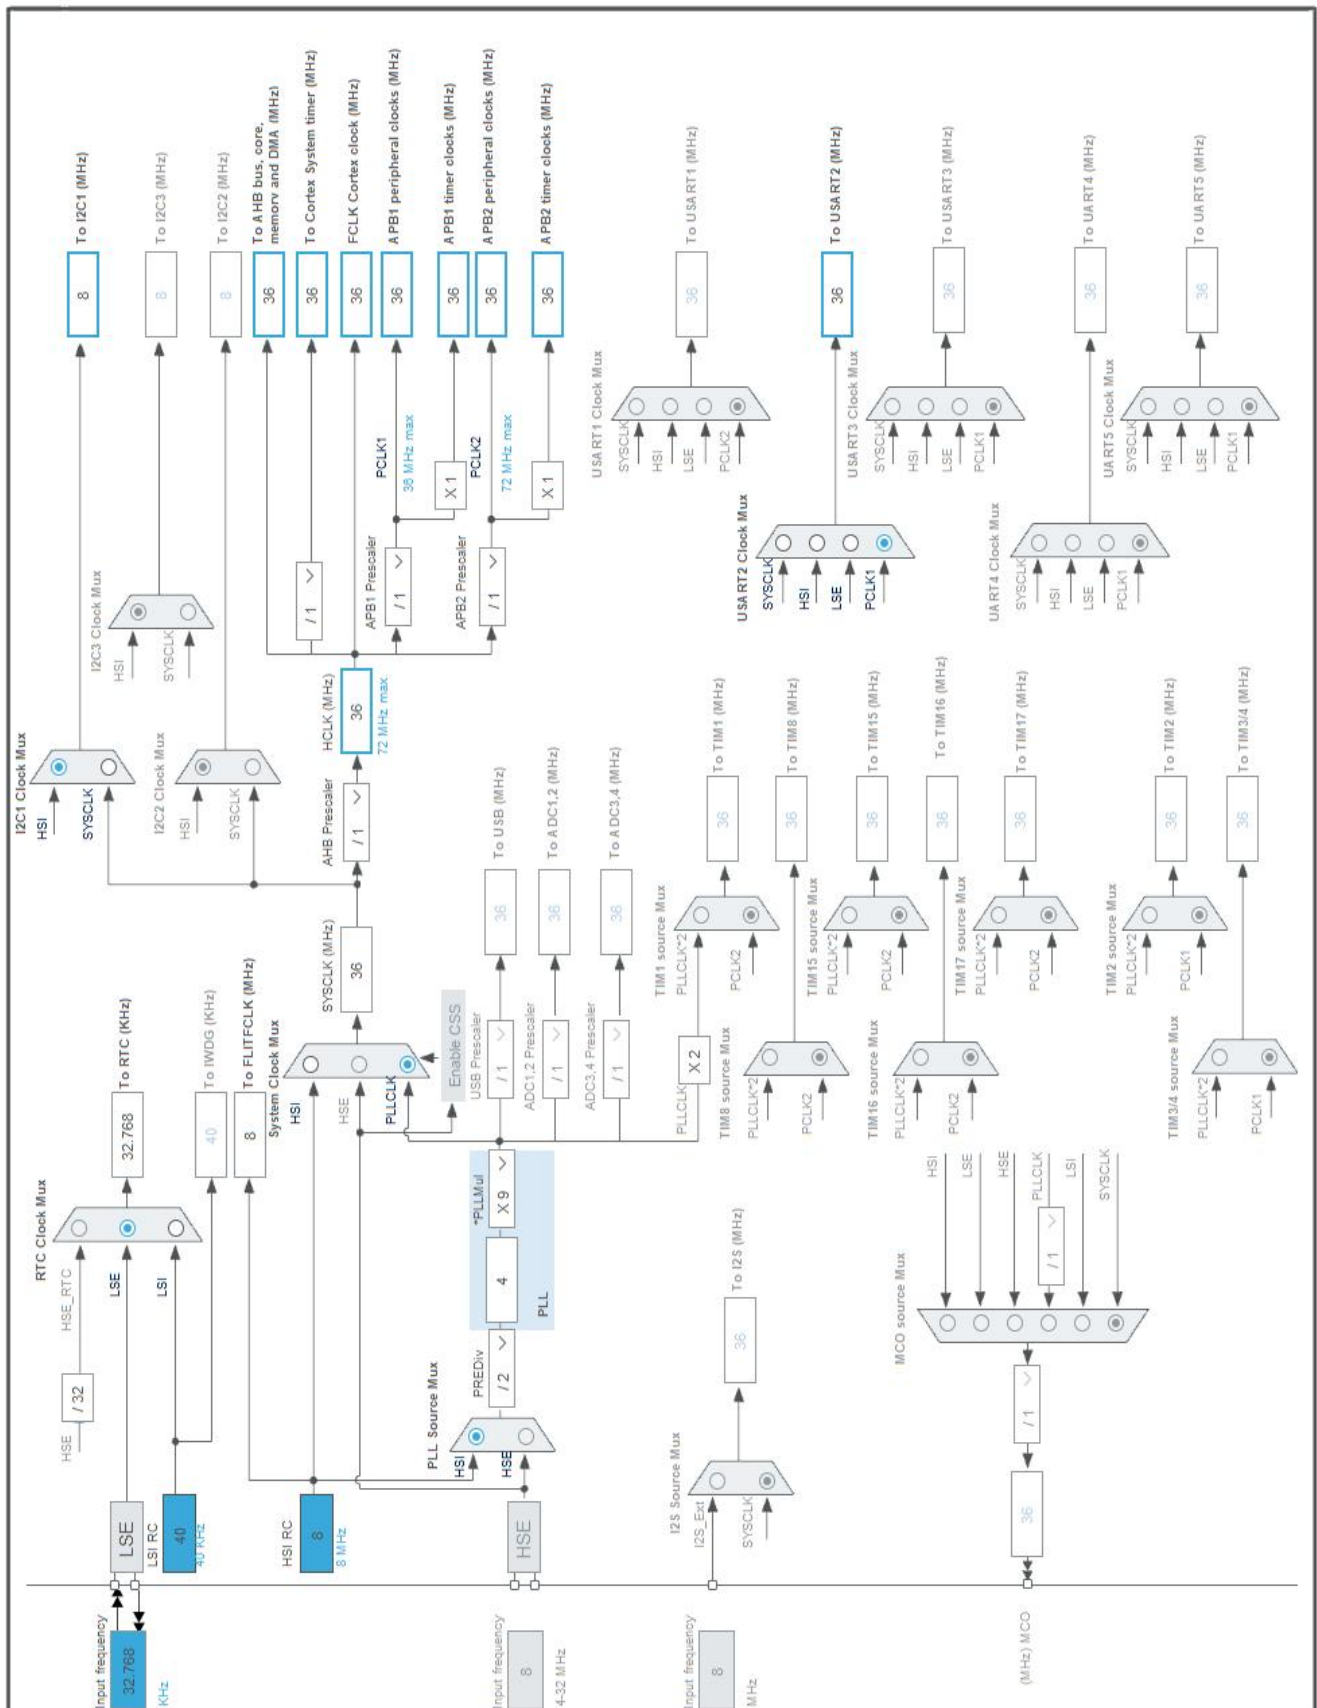 Input frequency
32.768
KHz
LSE
LSI RC
40
40 KHz
HSE
/ 32
HSE_RTC
LSE
LSI
RTC Clock Mux
32.768
To RTC (KHz)
40
To IWDG (KHz)
8
To FLITFCLK (MHz)
HSI RC
8
8 MHz
System Clock Mux
HSI
HSE
PLLCLK
Enable CSS
SYSCLK (MHz)
36
AHB Prescaler
/ 1
HCLK (MHz)
36
72 MHz max
I2C1 Clock Mux
HSI
SYSCLK
8
To I2C1 (MHz)
I2C3 Clock Mux
HSI
SYSCLK
8
To I2C3 (MHz)
I2C2 Clock Mux
HSI
SYSCLK
8
To I2C2 (MHz)
36
To AHB bus, core,
memory and DMA (MHz)
/ 1
36
To Cortex System timer (MHz)
36
FCLK Cortex clock (MHz)
APB1 Prescaler
/ 1
PCLK1
36 MHz max
36
APB1 peripheral clocks (MHz)
X 1
36
APB1 timer clocks (MHz)
APB2 Prescaler
/ 1
PCLK2
72 MHz max
36
APB2 peripheral clocks (MHz)
X 1
36
APB2 timer clocks (MHz)
Input frequency
8
4-32 MHz
HSE
PLL Source Mux
HSI
HSE
PREDiv
/ 2
4
*PLLMul
X 9
PLL
USB Prescaler
/ 1
36
To USB (MHz)
ADC1,2 Prescaler
/ 1
36
To ADC1,2 (MHz)
ADC3,4 Prescaler
/ 1
36
To ADC3,4 (MHz)
Input frequency
8
MHz
I2S Source Mux
I2S_Ext
SYSCLK
36
To I2S (MHz)
PLLCLK
X 2
TIM1 source Mux
PLLCLK*2
PCLK2
36
To TIM1 (MHz)
TIM8 source Mux
PLLCLK*2
PCLK2
36
To TIM8 (MHz)
TIM15 source Mux
PLLCLK*2
PCLK2
36
To TIM15 (MHz)
TIM16 source Mux
PLLCLK*2
PCLK2
36
To TIM16 (MHz)
TIM17 source Mux
PLLCLK*2
PCLK2
36
To TIM17 (MHz)
TIM2 source Mux
PLLCLK*2
PCLK1
36
To TIM2 (MHz)
TIM3/4 source Mux
PLLCLK*2
PCLK1
36
To TIM3/4 (MHz)
USART1 Clock Mux
SYSCLK
HSI
LSE
PCLK2
36
To USART1 (MHz)
USART2 Clock Mux
SYSCLK
HSI
LSE
PCLK1
36
To USART2 (MHz)
USART3 Clock Mux
SYSCLK
HSI
LSE
PCLK1
36
To USART3 (MHz)
UART4 Clock Mux
SYSCLK
HSI
LSE
PCLK1
36
To UART4 (MHz)
UART5 Clock Mux
SYSCLK
HSI
LSE
PCLK1
36
To UART5 (MHz)
(MHz) MCO
36
/ 1
MCO source Mux
HSI
LSE
HSE
/ 1
PLLCLK
LSI
SYSCLK